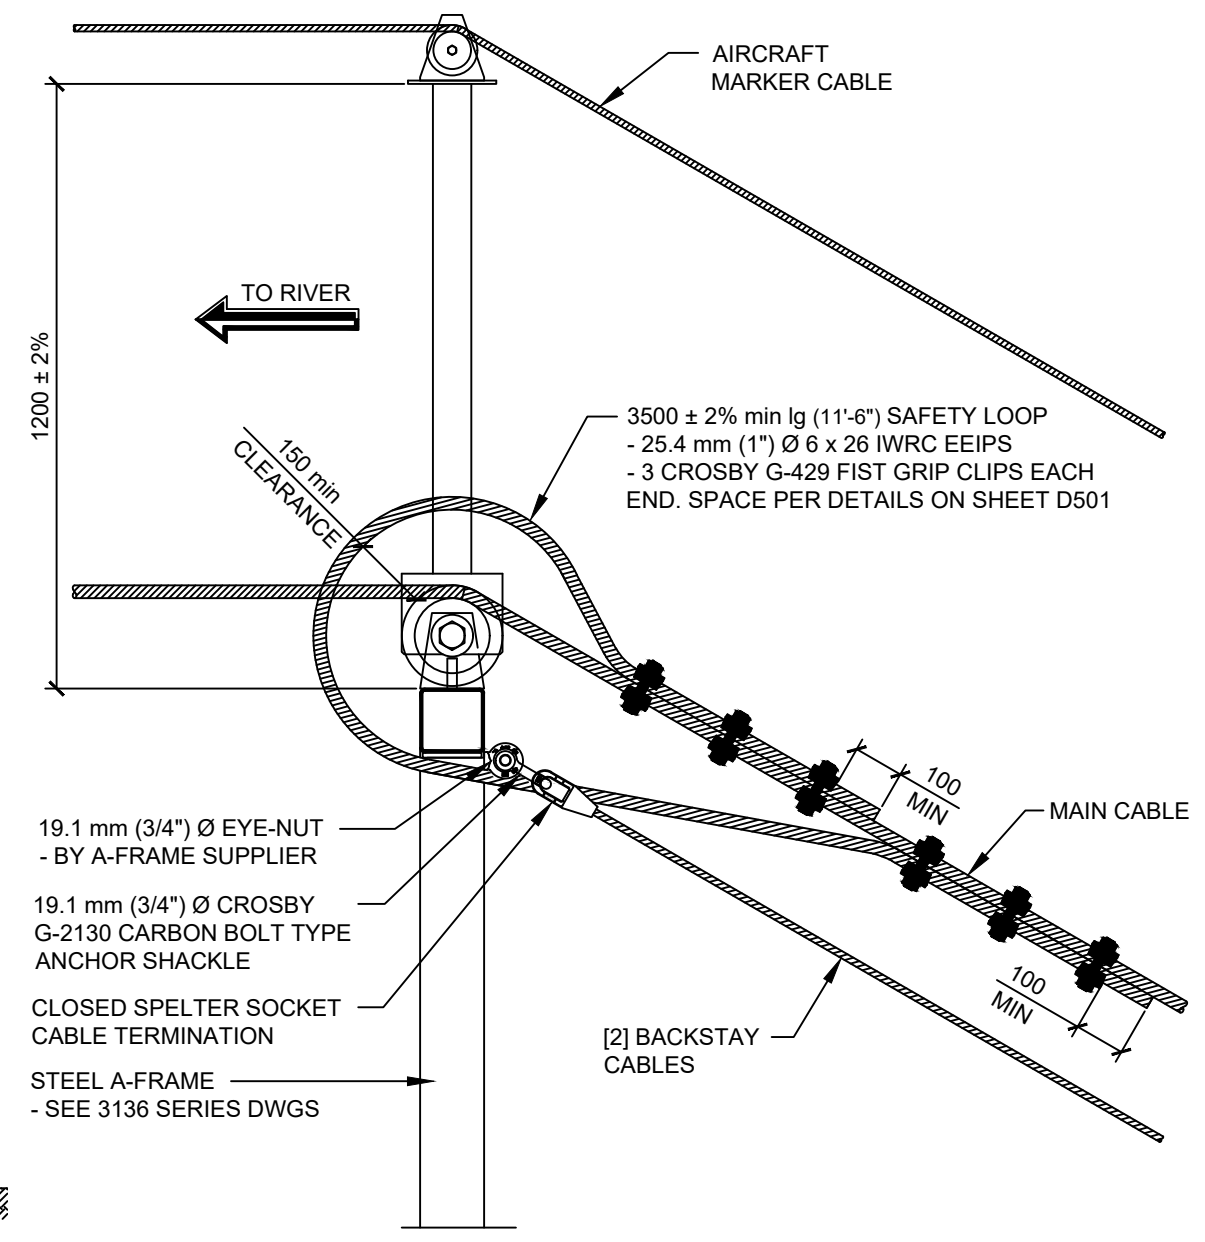 AIRCRAFT
MARKER CABLE
TO RIVER
1200 ± 2%
3500 ± 2% min lg (11'-6") SAFETY LOOP
- 25.4 mm (1") Ø 6 x 26 IWRC EEIPS
- 3 CROSBY G-429 FIST GRIP CLIPS EACH
END. SPACE PER DETAILS ON SHEET D501
150 min
CLEARANCE
100
MIN
MAIN CABLE
19.1 mm (3/4") Ø EYE-NUT
- BY A-FRAME SUPPLIER
19.1 mm (3/4") Ø CROSBY
G-2130 CARBON BOLT TYPE
ANCHOR SHACKLE
CLOSED SPELTER SOCKET
CABLE TERMINATION
100
MIN
[2] BACKSTAY
CABLES
STEEL A-FRAME
- SEE 3136 SERIES DWGS